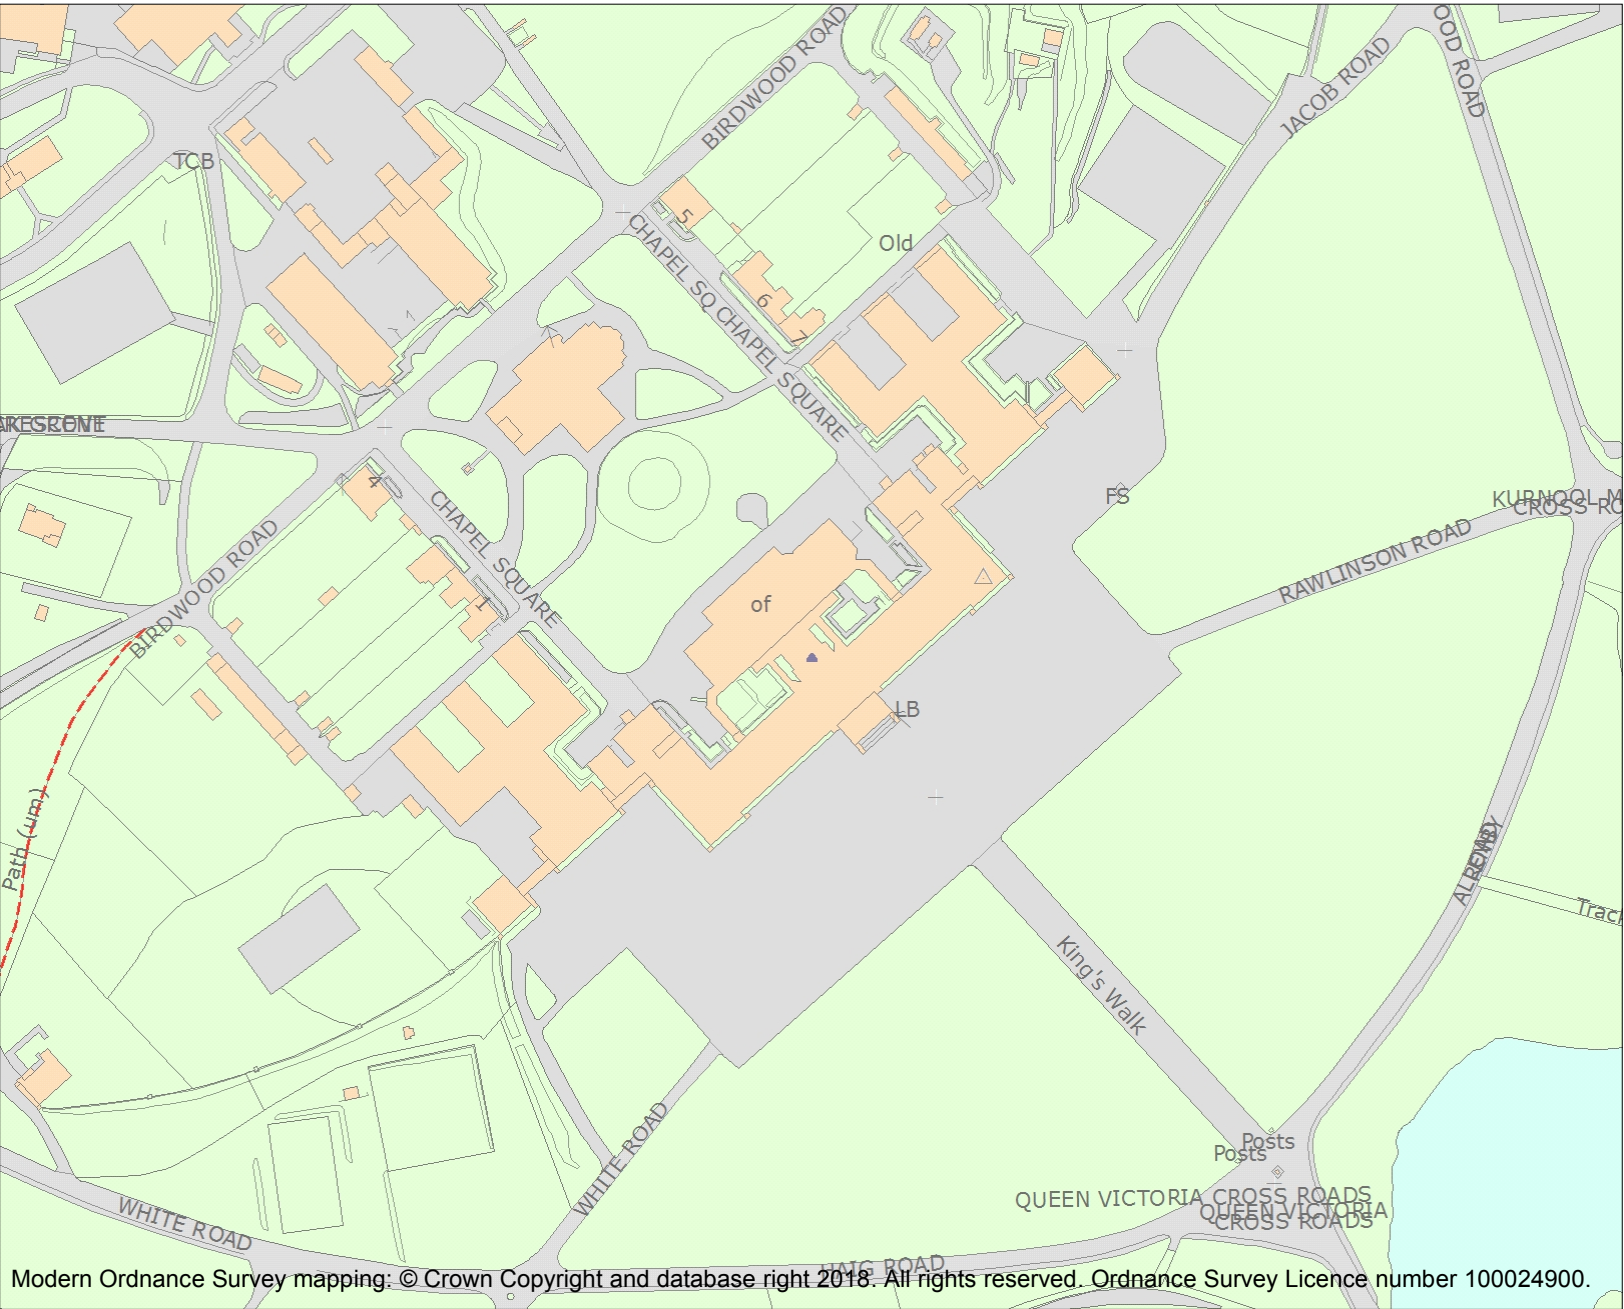 BIRDWOOD ROAD
OOD ROAD
JACOB ROAD
TCB
5
CHAPEL SQ
Old
6
7
CHAPEL SQUARE
4
FS
KURNOOL M
CROSS RO
CHAPEL SQUARE
RAWLINSON ROAD
BIRDWOOD ROAD
1
of
LB
Path (um)
Track
King's Walk
WHITE ROAD
Posts
Posts
QUEEN VICTORIA CROSS ROADS
QUEEN VICTORIA
CROSS ROADS
WHITE ROAD
HAIG ROAD
Modern Ordnance Survey mapping: © Crown Copyright and database right 2018. All rights reserved. Ordnance Survey Licence number 100024900.